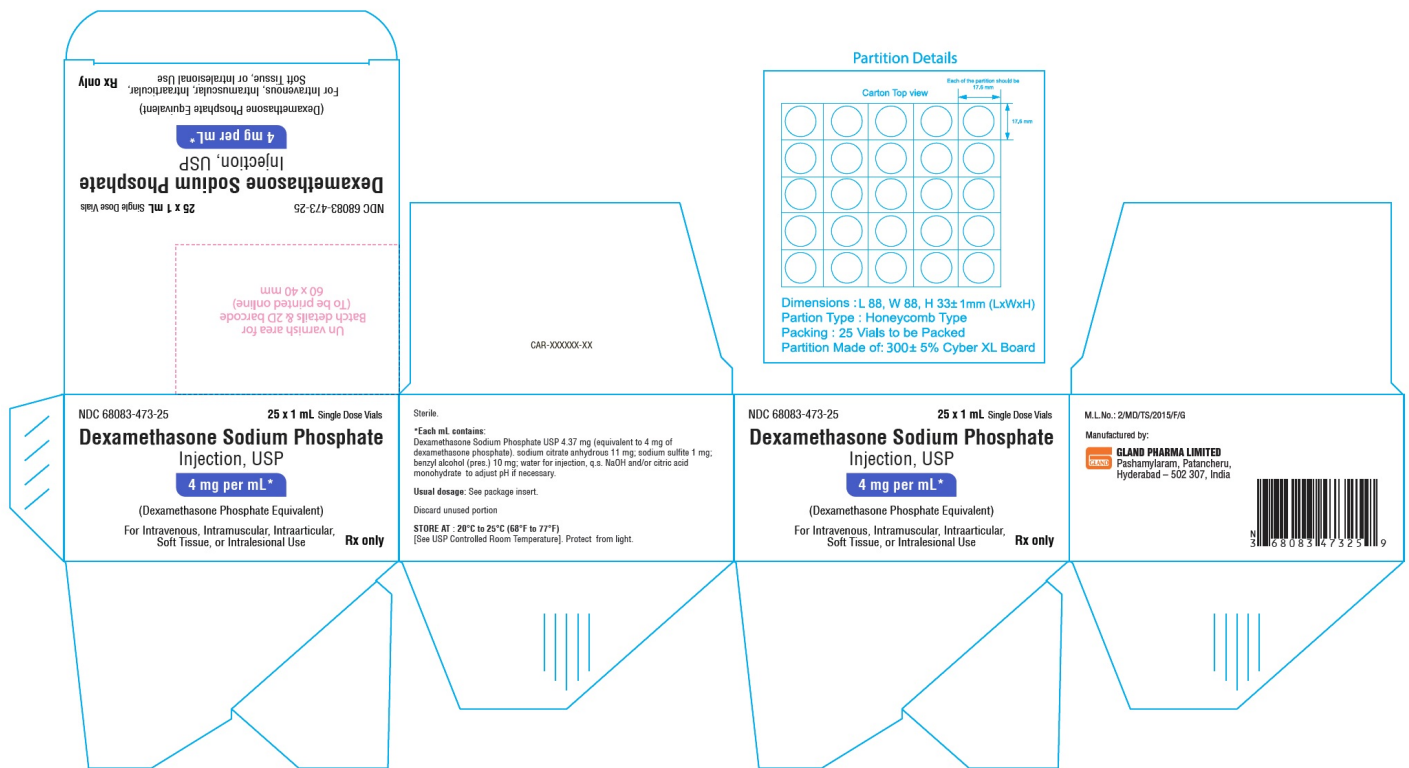 Rx only
For Intravenous, Intramuscular, Intraarticular,
Soft Tissue, or Intralesional Use
(Dexamethasone Phosphate Equivalent)
4 mg per mL*
Injection, USP
Dexamethasone Sodium Phosphate
NDC 68083-473-25 25 x 1 mL Single Dose Vials
Un varnish area for
Batch details & 2D barcode
(To be printed online)
60 x 40 mm
CAR-XXXXXX-XX
Partition Details
Carton Top view
Each of the partition should be
17,6 mm
17,6 mm
Dimensions : L 88, W 88, H 33± 1mm (LxWxH)
Partion Type : Honeycomb Type
Packing : 25 Vials to be Packed
Partition Made of: 300± 5% Cyber XL Board
NDC 68083-473-25 25 x 1 mL Single Dose Vials
Dexamethasone Sodium Phosphate
Injection, USP
4 mg per mL*
(Dexamethasone Phosphate Equivalent)
For Intravenous, Intramuscular, Intraarticular,
Soft Tissue, or Intralesional Use Rx only
Sterile.
*Each mL contains:
Dexamethasone Sodium Phosphate USP 4.37 mg (equivalent to 4 mg of
dexamethasone phosphate). sodium citrate anhydrous 11 mg; sodium sulfite 1 mg;
benzyl alcohol (pres.) 10 mg; water for injection, q.s. NaOH and/or citric acid
monohydrate to adjust pH if necessary.
Usual dosage: See package insert.
Discard unused portion
STORE AT : 20°C to 25°C (68°F to 77°F)
[See USP Controlled Room Temperature]. Protect from light.
NDC 68083-473-25 25 x 1 mL Single Dose Vials
Dexamethasone Sodium Phosphate
Injection, USP
4 mg per mL*
(Dexamethasone Phosphate Equivalent)
For Intravenous, Intramuscular, Intraarticular,
Soft Tissue, or Intralesional Use Rx only
M.L.No.: 2/MD/TS/2015/F/G
Manufactured by:
GLAND
GLAND PHARMA LIMITED
Pashamylaram, Patancheru,
Hyderabad – 502 307, India
N
3 68083 47325 9